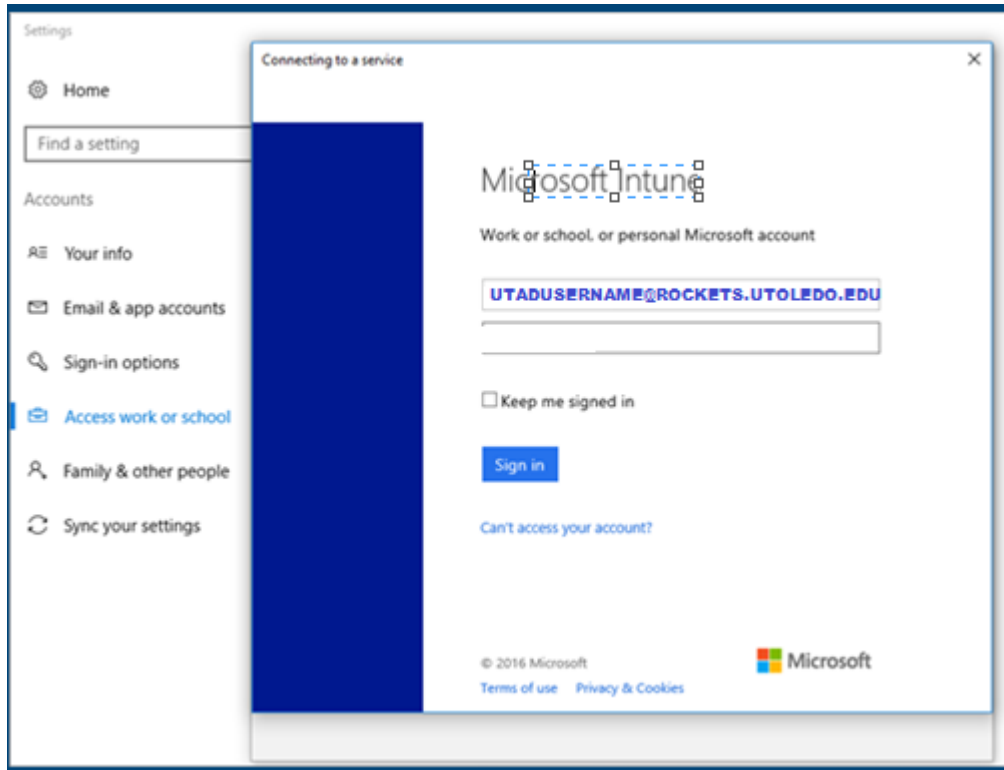 Settings
Home
Find a setting
Accounts
Your info
Email & app accounts
Sign-in options
Access work or school
Family & other people
Sync your settings
Connecting to a service
Microsoft Intune
Work or school, or personal Microsoft account
UTADUSERNAME@ROCKETS.UTOLEDO.EDU
Keep me signed in
Sign in
Can't access your account?
© 2016 Microsoft
Terms of use Privacy & Cookies
Microsoft